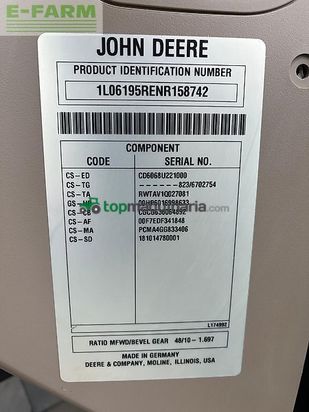 E-FARM
JOHN DEERE
PRODUCT IDENTIFICATION NUMBER
1L06195RENR158742
COMPONENT
CODE SERIAL NO.
CS-ED CD6068U221000
CS-TG ------823/6702754
CS-TA RWTAV1Q027081
topmaquinaria.com
CS-AF 00F7EDF341848
CS-MA PCMA4GG833406
CS-SD 181014780001
L174992
RATIO MFWD/BEVEL GEAR 48/10 - 1.697
MADE IN GERMANY
DEERE & COMPANY, MOLINE, ILLINOIS, USA